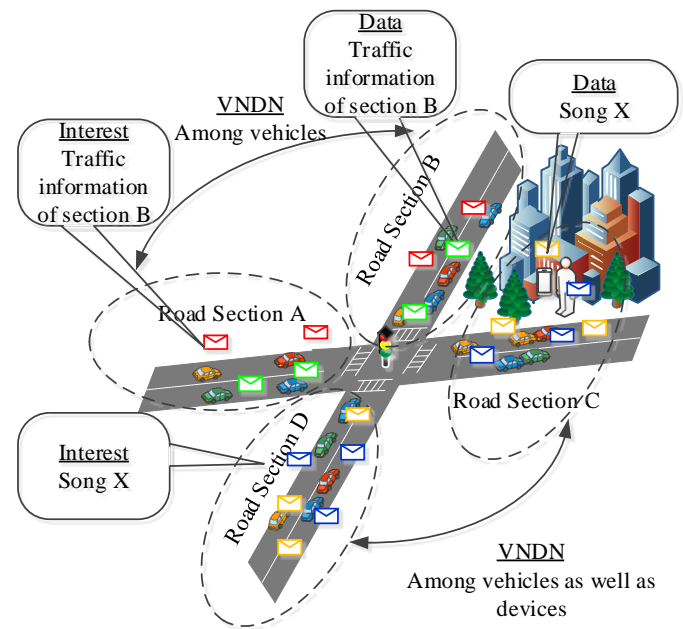 Data
Traffic
information
of section B
Data
Song X
VNDN
Among vehicles
Interest
Traffic
information
of section B
Road Section B
Road Section A
Road Section C
Road Section D
Interest
Song X
VNDN
Among vehicles as well as
devices